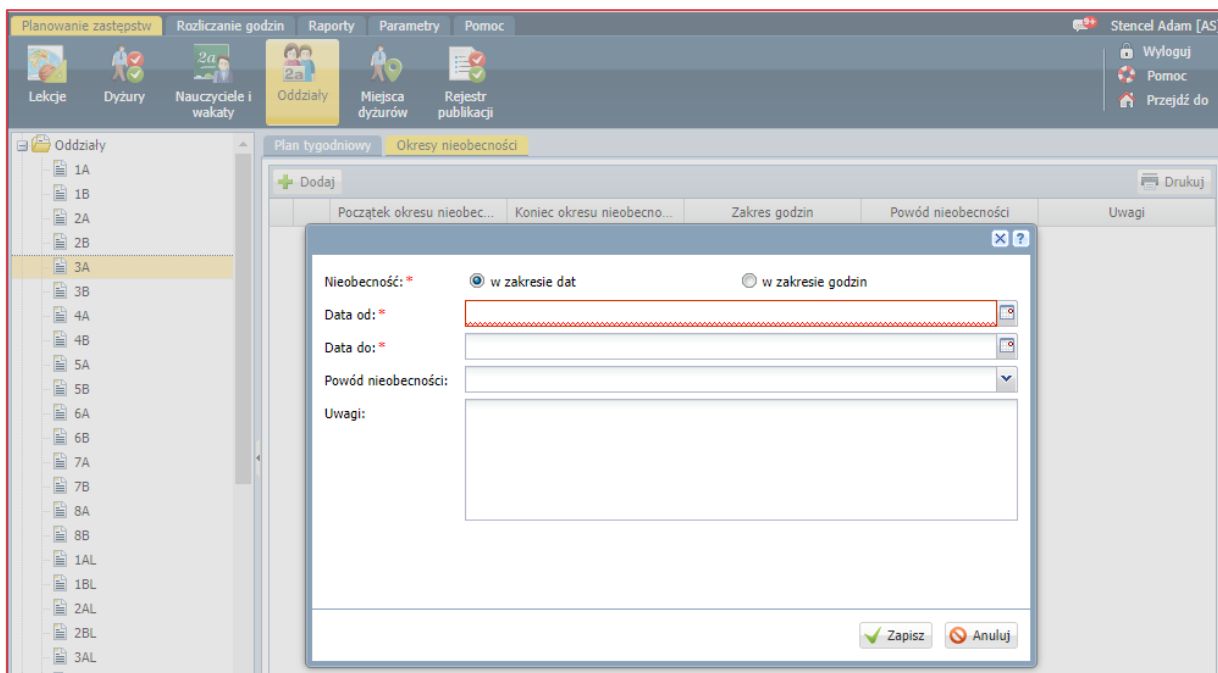 Planowanie zastępstw Rozliczanie godzin Raporty Parametry Pomoc 9+ Stencel Adam [AS]
Wyloguj
Pomoc
Przejdź do
2a
2a
Lekcje Dyżury Nauczyciele i wakaty Oddziały Miejsca dyżurów Rejestr publikacji
Oddziały
1A
1B
2A
2B
3A
3B
4A
4B
5A
5B
6A
6B
7A
7B
8A
8B
1AL
1BL
2AL
2BL
3AL
Plan tygodniowy Okresy nieobecności
Dodaj Drukuj
Początek okresu nieobec... Koniec okresu nieobecno... Zakres godzin Powód nieobecności Uwagi
?
Nieobecność: * w zakresie dat w zakresie godzin
Data od: *
Data do: *
Powód nieobecności:
Uwagi:
Zapisz Anuluj